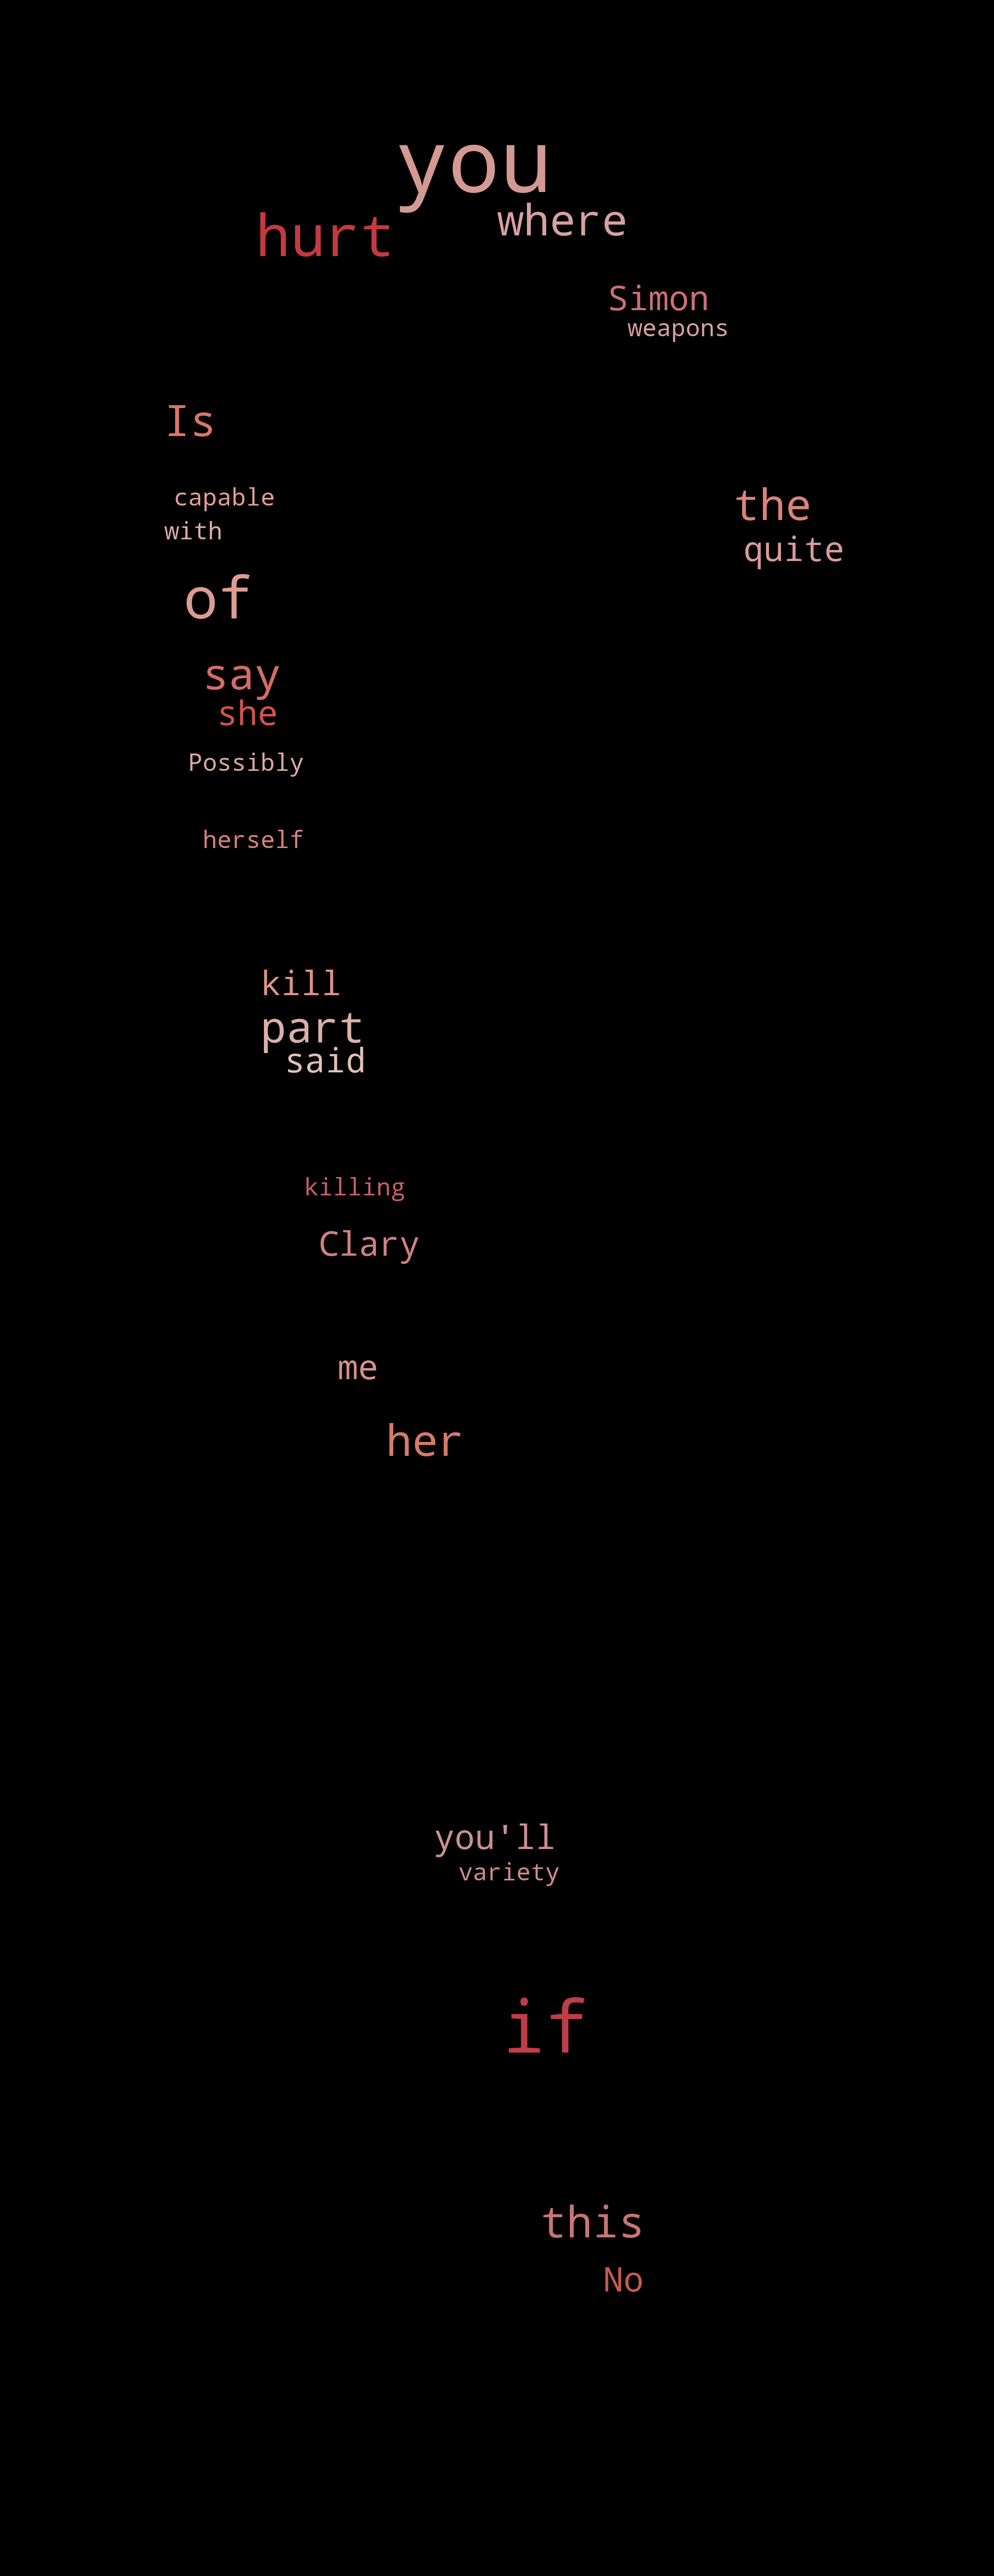 you
hurt where
Simon
weapons
Is
capable the
with quite
of
say
she
Possibly
herself
kill
part
said
killing
Clary
me
her
you'll
variety
if
this
No